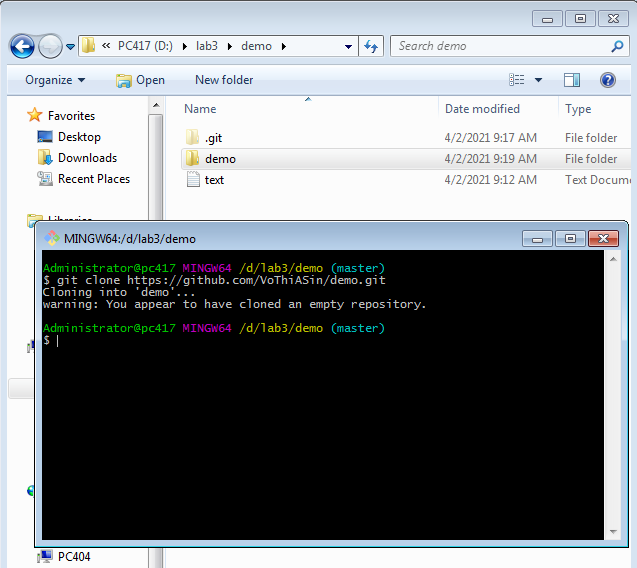 « PC417 (D:) lab3 demo
Search demo
Organize Open New folder
Favorites
Desktop
Downloads
Recent Places
Libraries
Name Date modified Type
.git 4/2/2021 9:17 AM File folder
demo 4/2/2021 9:19 AM File folder
text 4/2/2021 9:12 AM Text Docume
MINGW64:/d/lab3/demo
Administrator@pc417 MINGW64 /d/lab3/demo (master)
$ git clone https://github.com/VoThiASin/demo.git
Cloning into 'demo'...
warning: You appear to have cloned an empty repository.
Administrator@pc417 MINGW64 /d/lab3/demo (master)
$
PC404